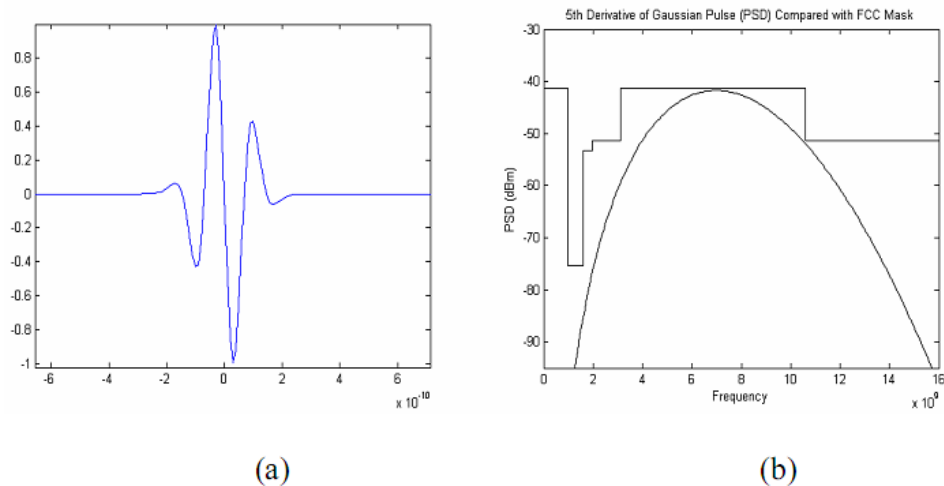 5th Derivative of Gaussian Pulse (PSD) Compared with FCC Mask
0.8
0.6
0.4
0.2
0
-0.2
-0.4
-0.6
-0.8
-1
-6 -4 -2 0 2 4 6
x 10-10
-30
-40
-50
-60
-70
-80
-90
PSD (dBm)
0 2 4 6 8 10 12 14 16
Frequency
x 109
(a) (b)